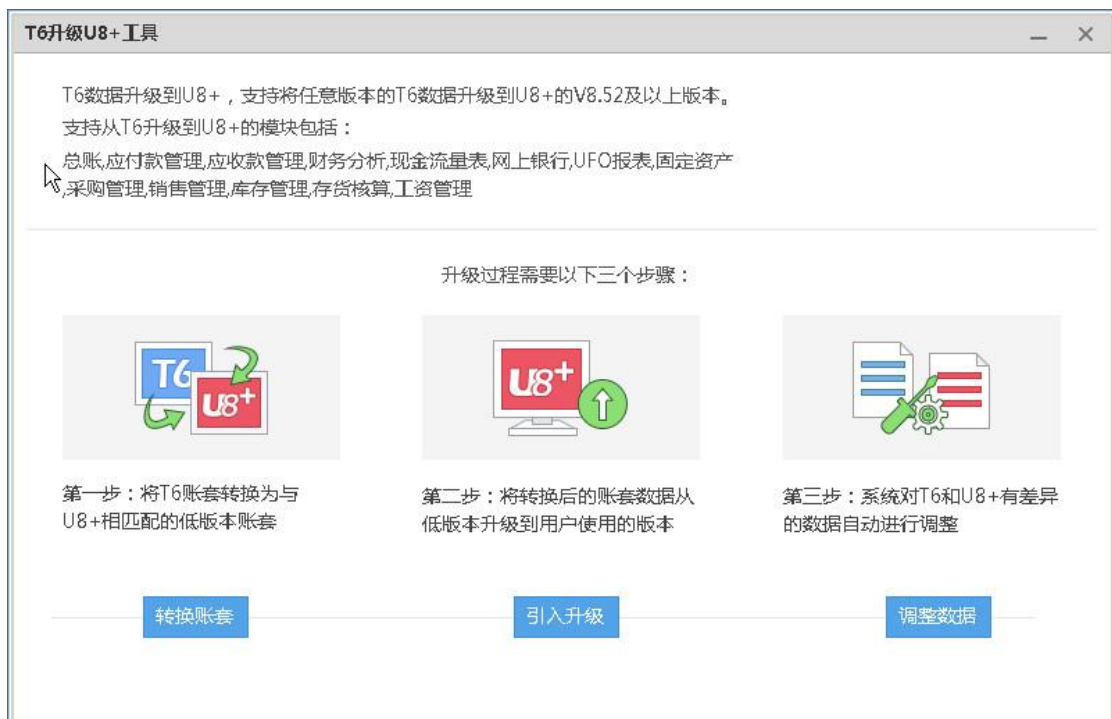 T6升级U8+工具
T6数据升级到U8+，支持将任意版本的T6数据升级到U8+的V8.52及以上版本。
支持从T6升级到U8+的模块包括：
总账,应付款管理,应收款管理,财务分析,现金流量表,网上银行,UFO报表,固定资产
,采购管理,销售管理,库存管理,存货核算,工资管理
升级过程需要以下三个步骤：
T6
U8+
U8+
第一步：将T6账套转换为与
U8+相匹配的低版本账套
第二步：将转换后的账套数据从
低版本升级到用户使用的版本
第三步：系统对T6和U8+有差异
的数据自动进行调整
转换账套
引入升级
调整数据